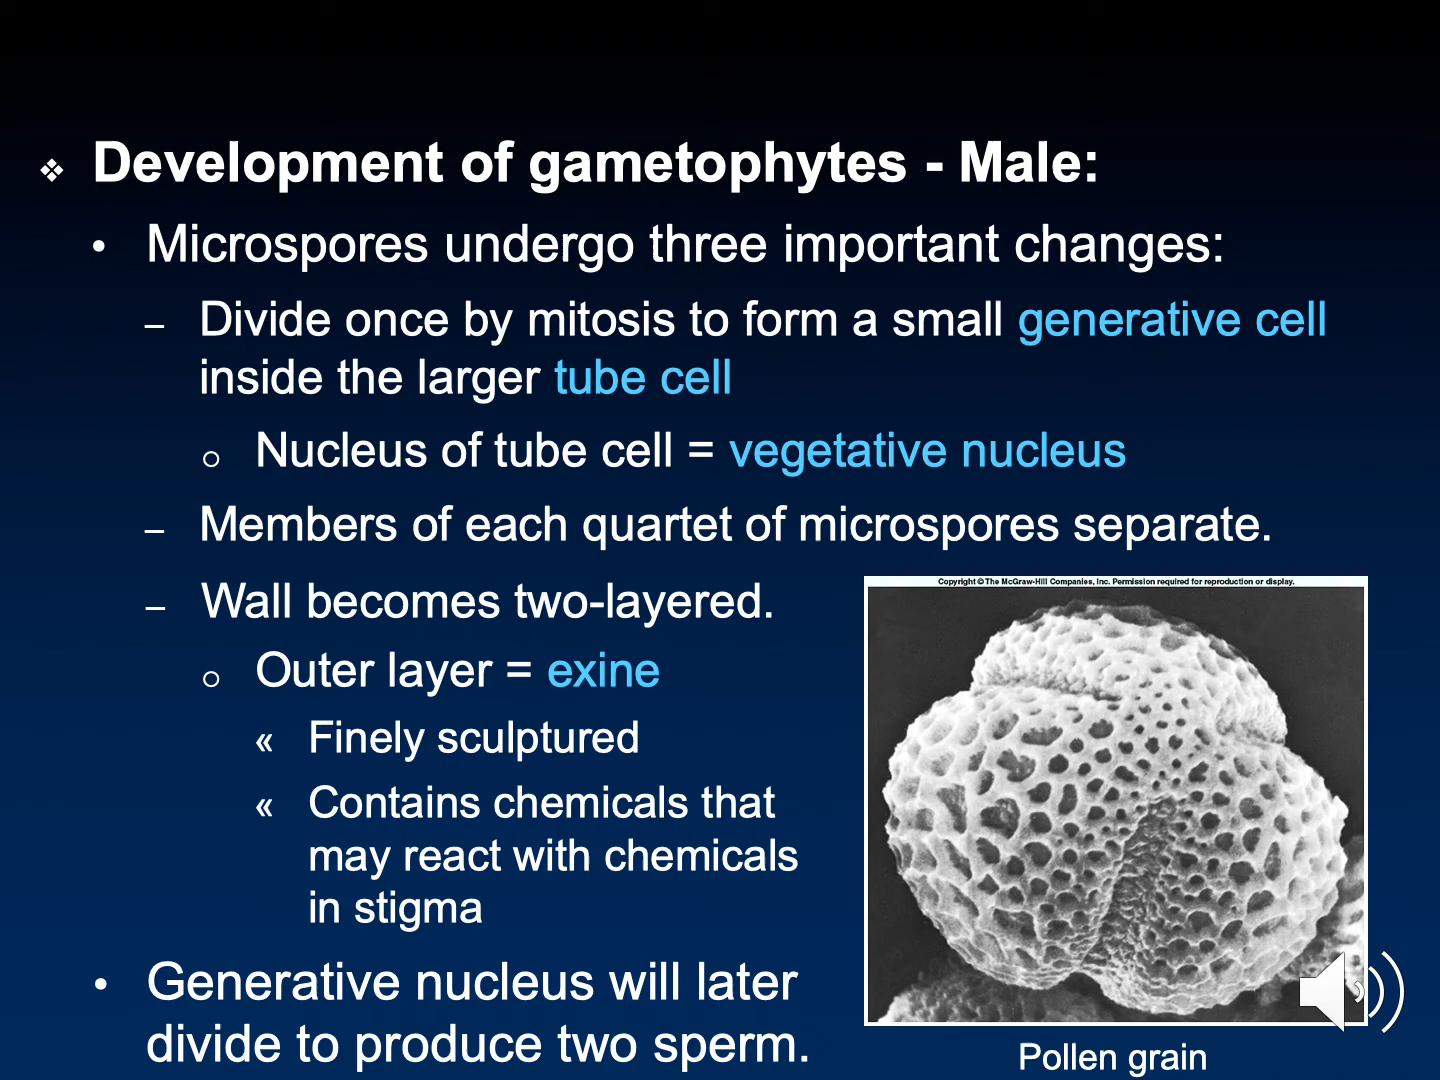 ❖ Development of gametophytes - Male:
• Microspores undergo three important changes:
– Divide once by mitosis to form a small generative cell
inside the larger tube cell
○ Nucleus of tube cell = vegetative nucleus
– Members of each quartet of microspores separate.
– Wall becomes two-layered.
○ Outer layer = exine
« Finely sculptured
« Contains chemicals that
may react with chemicals
in stigma
• Generative nucleus will later
divide to produce two sperm.
Copyright © The McGraw-Hill Companies, Inc. Permission required for reproduction or display.
Pollen grain